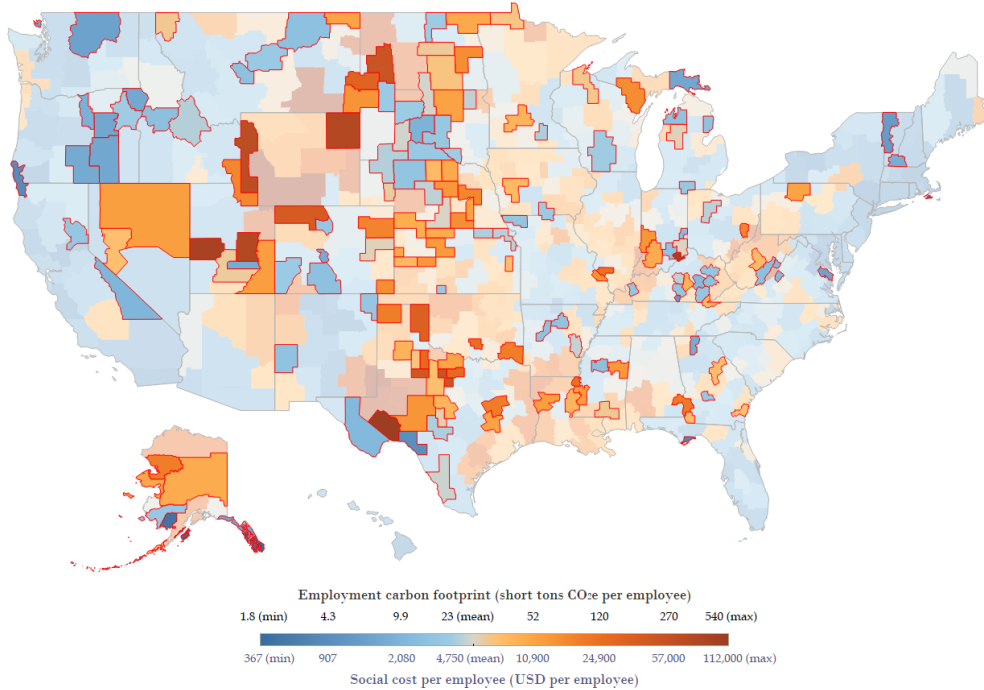 Employment carbon footprint (short tons CO₂e per employee)
1.8 (min) 4.3 9.9 23 (mean) 52 120 270 540 (max)
367 (min) 907 2,080 4,750 (mean) 10,900 24,900 57,000 112,000 (max)
Social cost per employee (USD per employee)